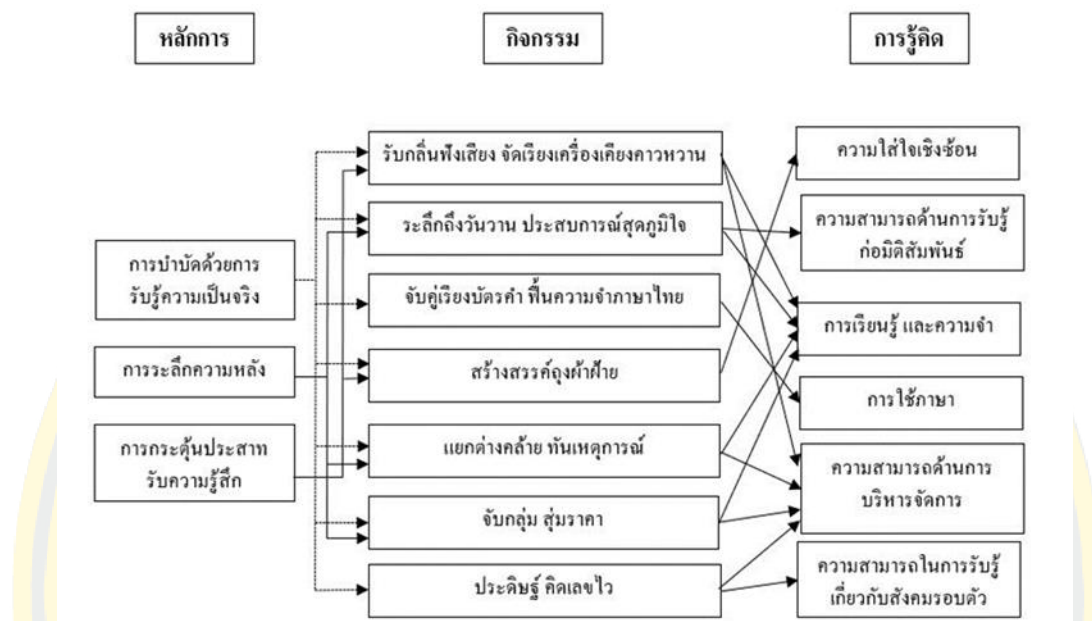 หลักการ
กิจกรรม
การรู้คิด
การบำบัดด้วยการ
รับรู้ความเป็นจริง
การระลึกความหลัง
การกระตุ้นประสาท
รับความรู้สึก
รับกลิ่นฟังเสียง จัดเรียงเครื่องเคียงคาวหวาน
ระลึกถึงวันวาน ประสบการณ์สุดภูมิใจ
จับคู่เรียงบัตรคำ ฟื้นความจำภาษาไทย
สร้างสรรค์ถุงผ้าฝ้าย
แยกต่างคล้าย ทันเหตุการณ์
จับกลุ่ม สุ่มราคา
ประดิษฐ์ คิดเลขไว
ความใส่ใจเชิงซ้อน
ความสามารถด้านการรับรู้
ก่อมิติสัมพันธ์
การเรียนรู้ และความจำ
การใช้ภาษา
ความสามารถด้านการ
บริหารจัดการ
ความสามารถในการรับรู้
เกี่ยวกับสังคมรอบตัว